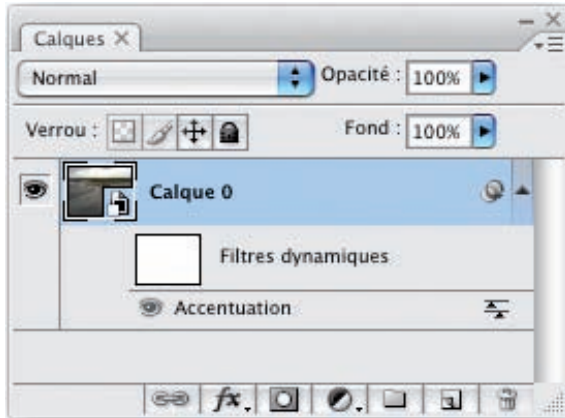 Calques
Normal Opacité : 100%
Verrou : Fond : 100%
Calque 0
Filtres dynamiques
Accentuation
fx.